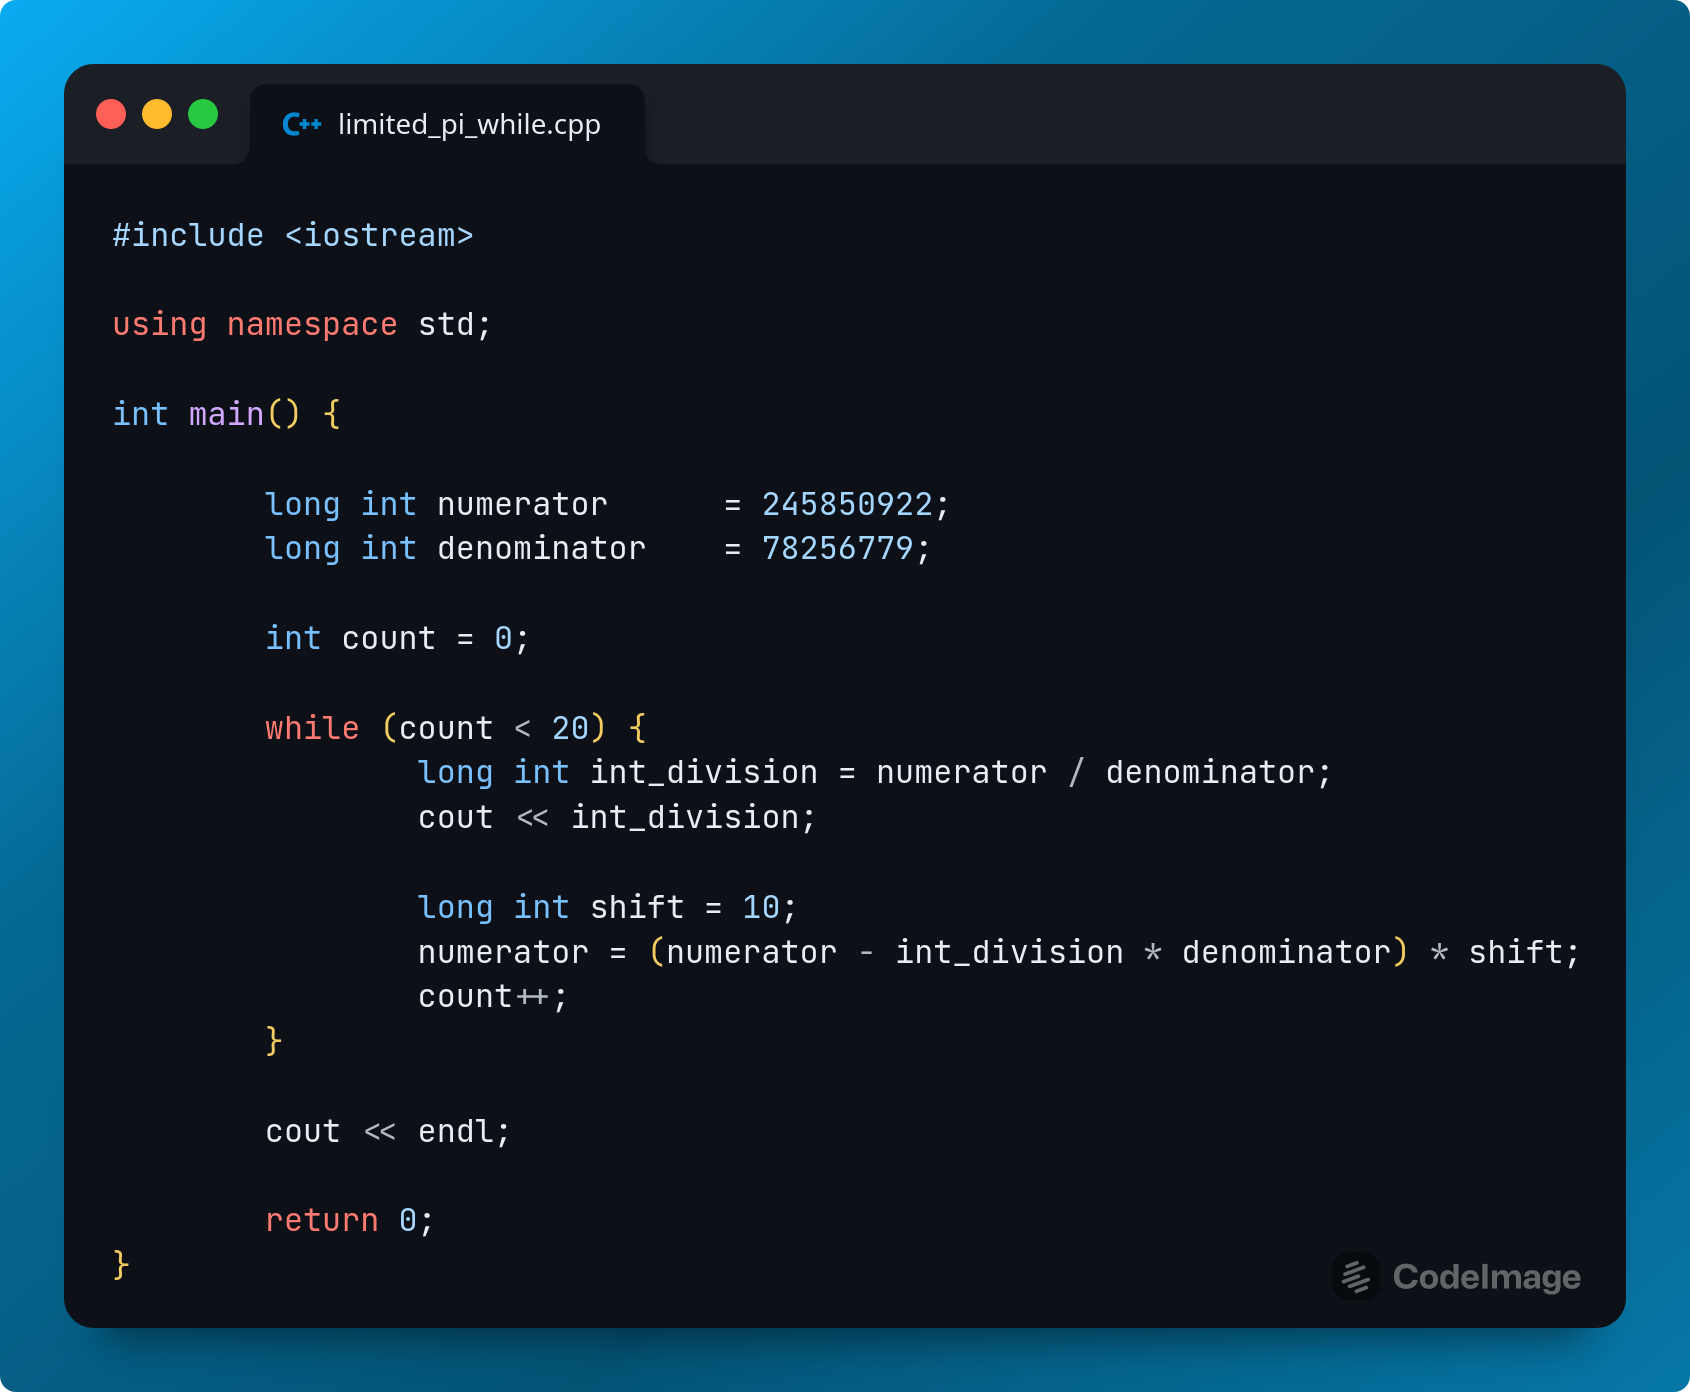 C++ limited_pi_while.cpp
#include <iostream>
using namespace std;
int main() {
long int numerator = 245850922;
long int denominator = 78256779;
int count = 0;
while (count < 20) {
long int int_division = numerator / denominator;
cout << int_division;
long int shift = 10;
numerator = (numerator - int_division * denominator) * shift;
count++;
}
cout << endl;
return 0;
}
CodeImage